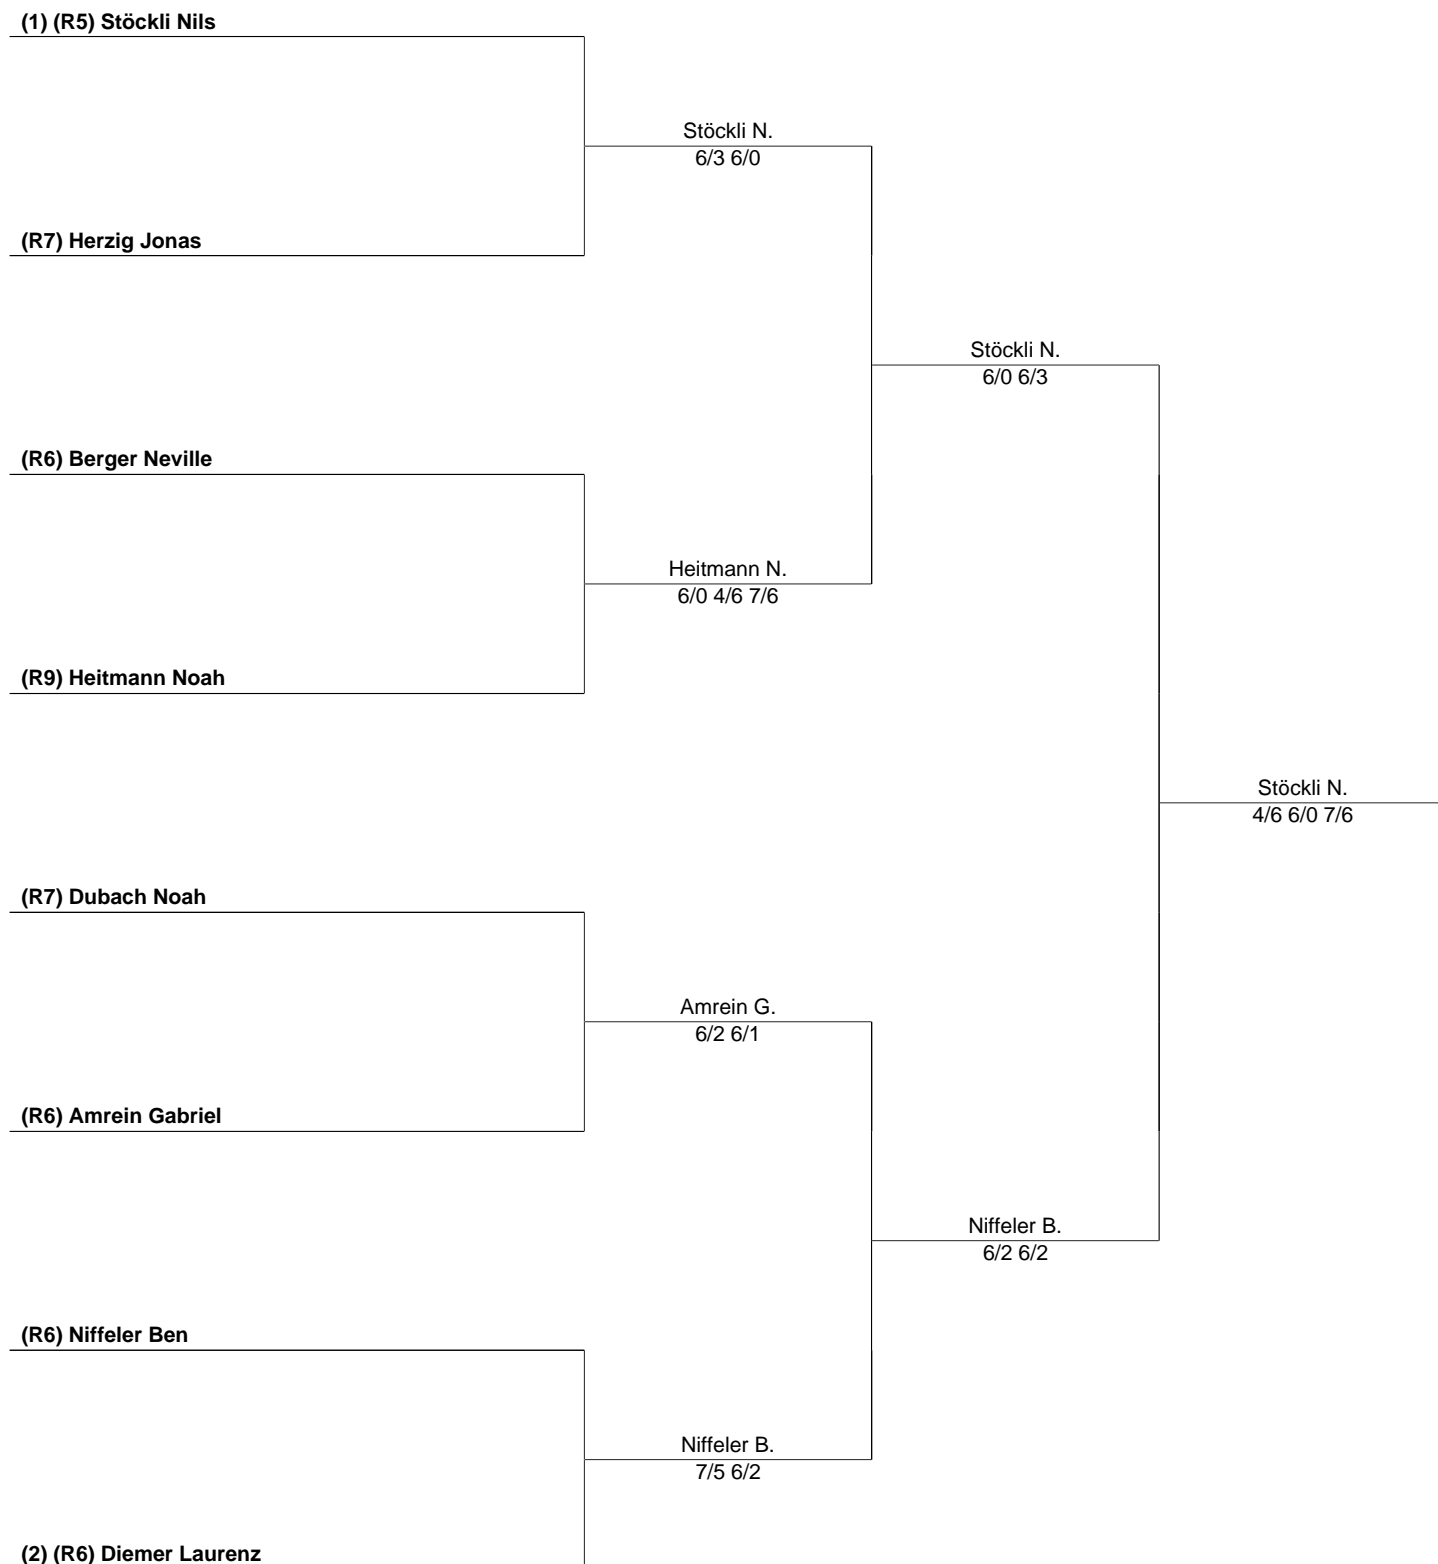 (1) (R5) Stöckli Nils
Stöckli N.
6/3 6/0
(R7) Herzig Jonas
Stöckli N.
6/0 6/3
(R6) Berger Neville
Heitmann N.
6/0 4/6 7/6
(R9) Heitmann Noah
Stöckli N.
4/6 6/0 7/6
(R7) Dubach Noah
Amrein G.
6/2 6/1
(R6) Amrein Gabriel
Niffeler B.
6/2 6/2
(R6) Niffeler Ben
Niffeler B.
7/5 6/2
(2) (R6) Diemer Laurenz